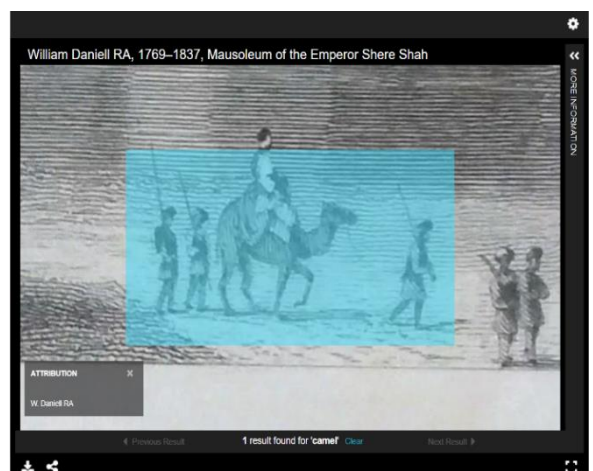 William Daniell RA, 1769–1837, Mausoleum of the Emperor Shere Shah
MORE INFORMATION
ATTRIBUTION
W. Daniell RA
Previous Result 1 result found for 'camel' Clear Next Result